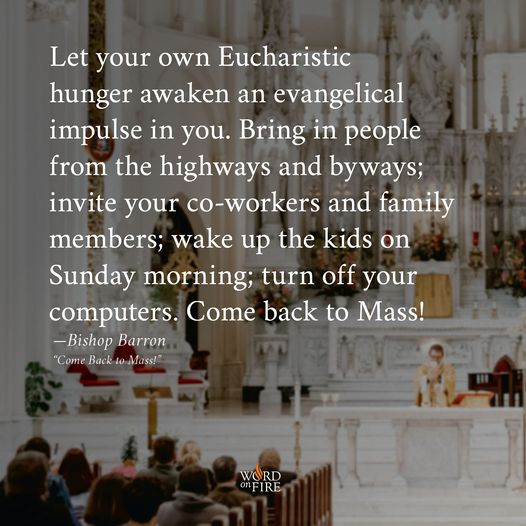 Let your own Eucharistic
hunger awaken an evangelical
impulse in you. Bring in people
from the highways and byways;
invite your co-workers and family
members; wake up the kids on
Sunday morning; turn off your
computers. Come back to Mass!
—Bishop Barron
“Come Back to Mass!”
WORD
on FIRE